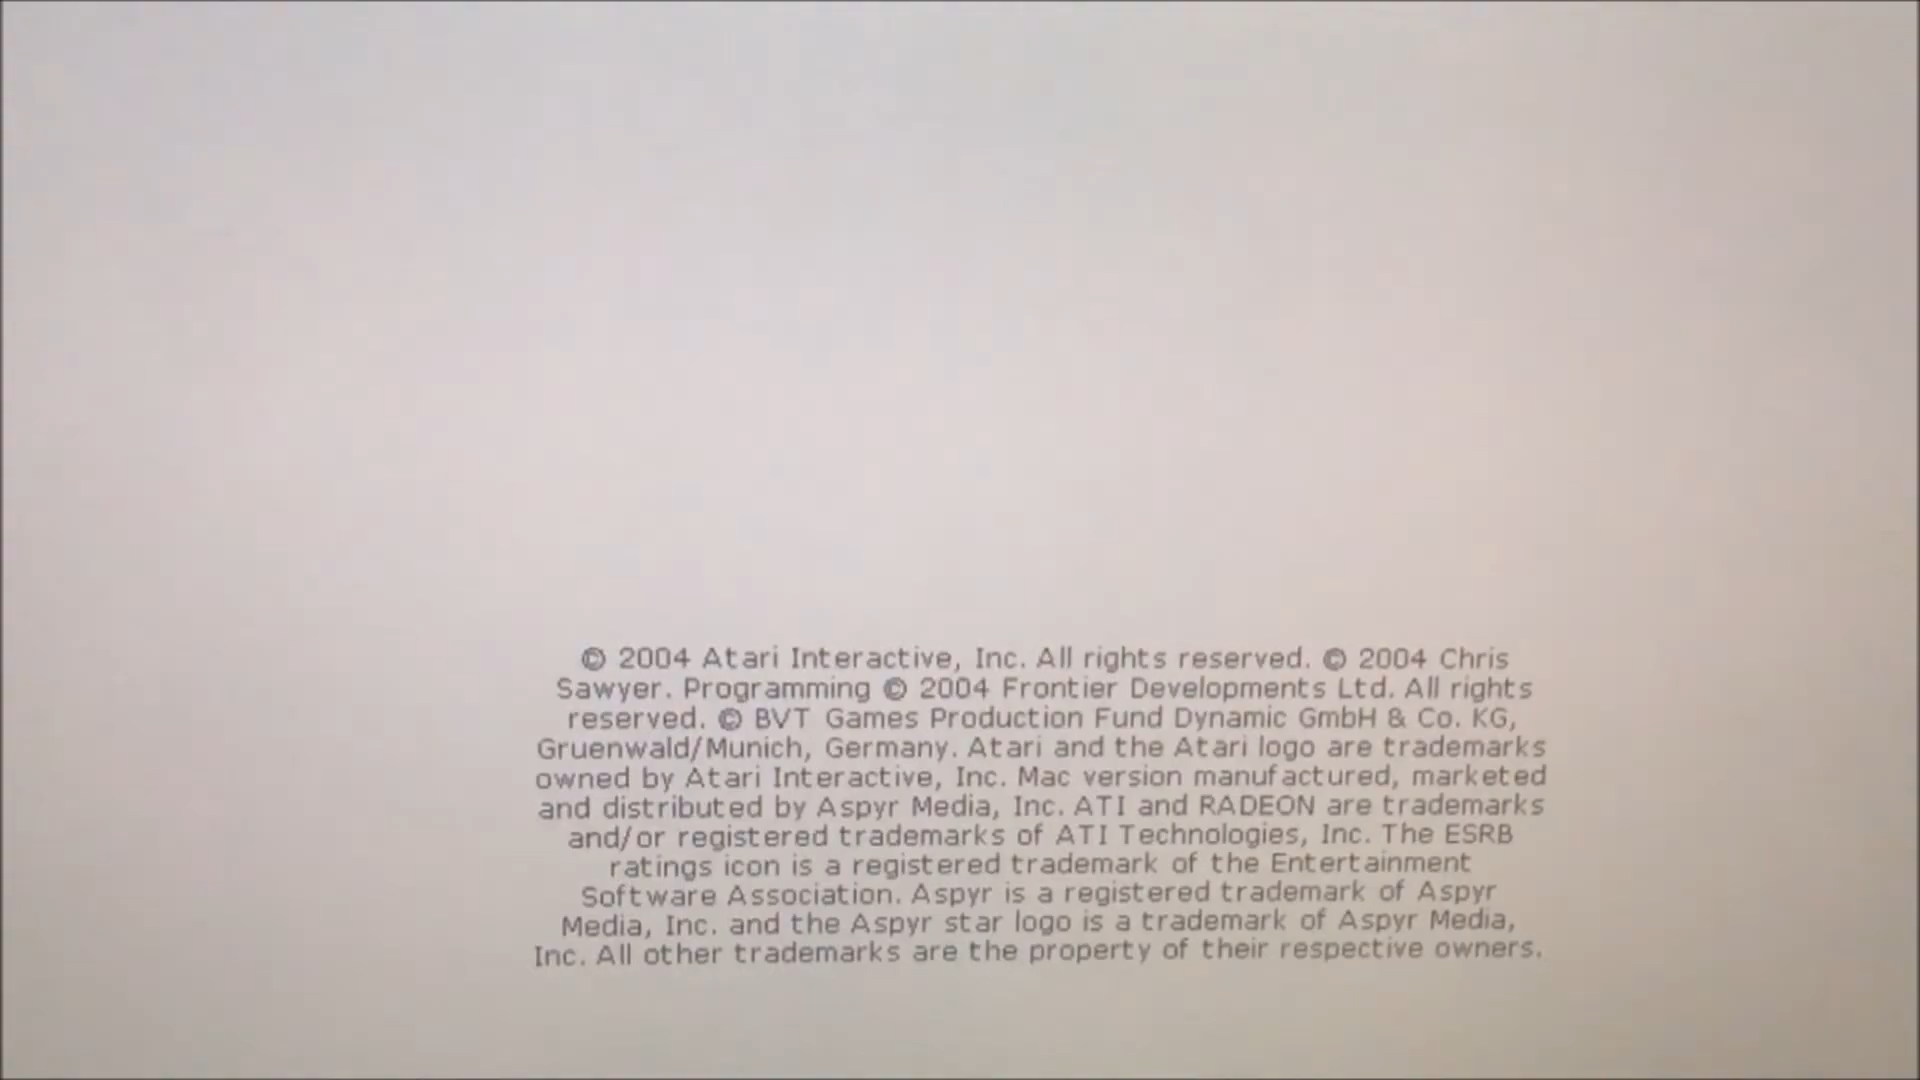 © 2004 Atari Interactive, Inc. All rights reserved. © 2004 Chris
Sawyer. Programming © 2004 Frontier Developments Ltd. All rights
reserved. © BVT Games Production Fund Dynamic GmbH & Co. KG,
Gruenwald/Munich, Germany. Atari and the Atari logo are trademarks
owned by Atari Interactive, Inc. Mac version manufactured, marketed
and distributed by Aspyr Media, Inc. ATI and RADEON are trademarks
and/or registered trademarks of ATI Technologies, Inc. The ESRB
ratings icon is a registered trademark of the Entertainment
Software Association. Aspyr is a registered trademark of Aspyr
Media, Inc. and the Aspyr star logo is a trademark of Aspyr Media,
Inc. All other trademarks are the property of their respective owners.